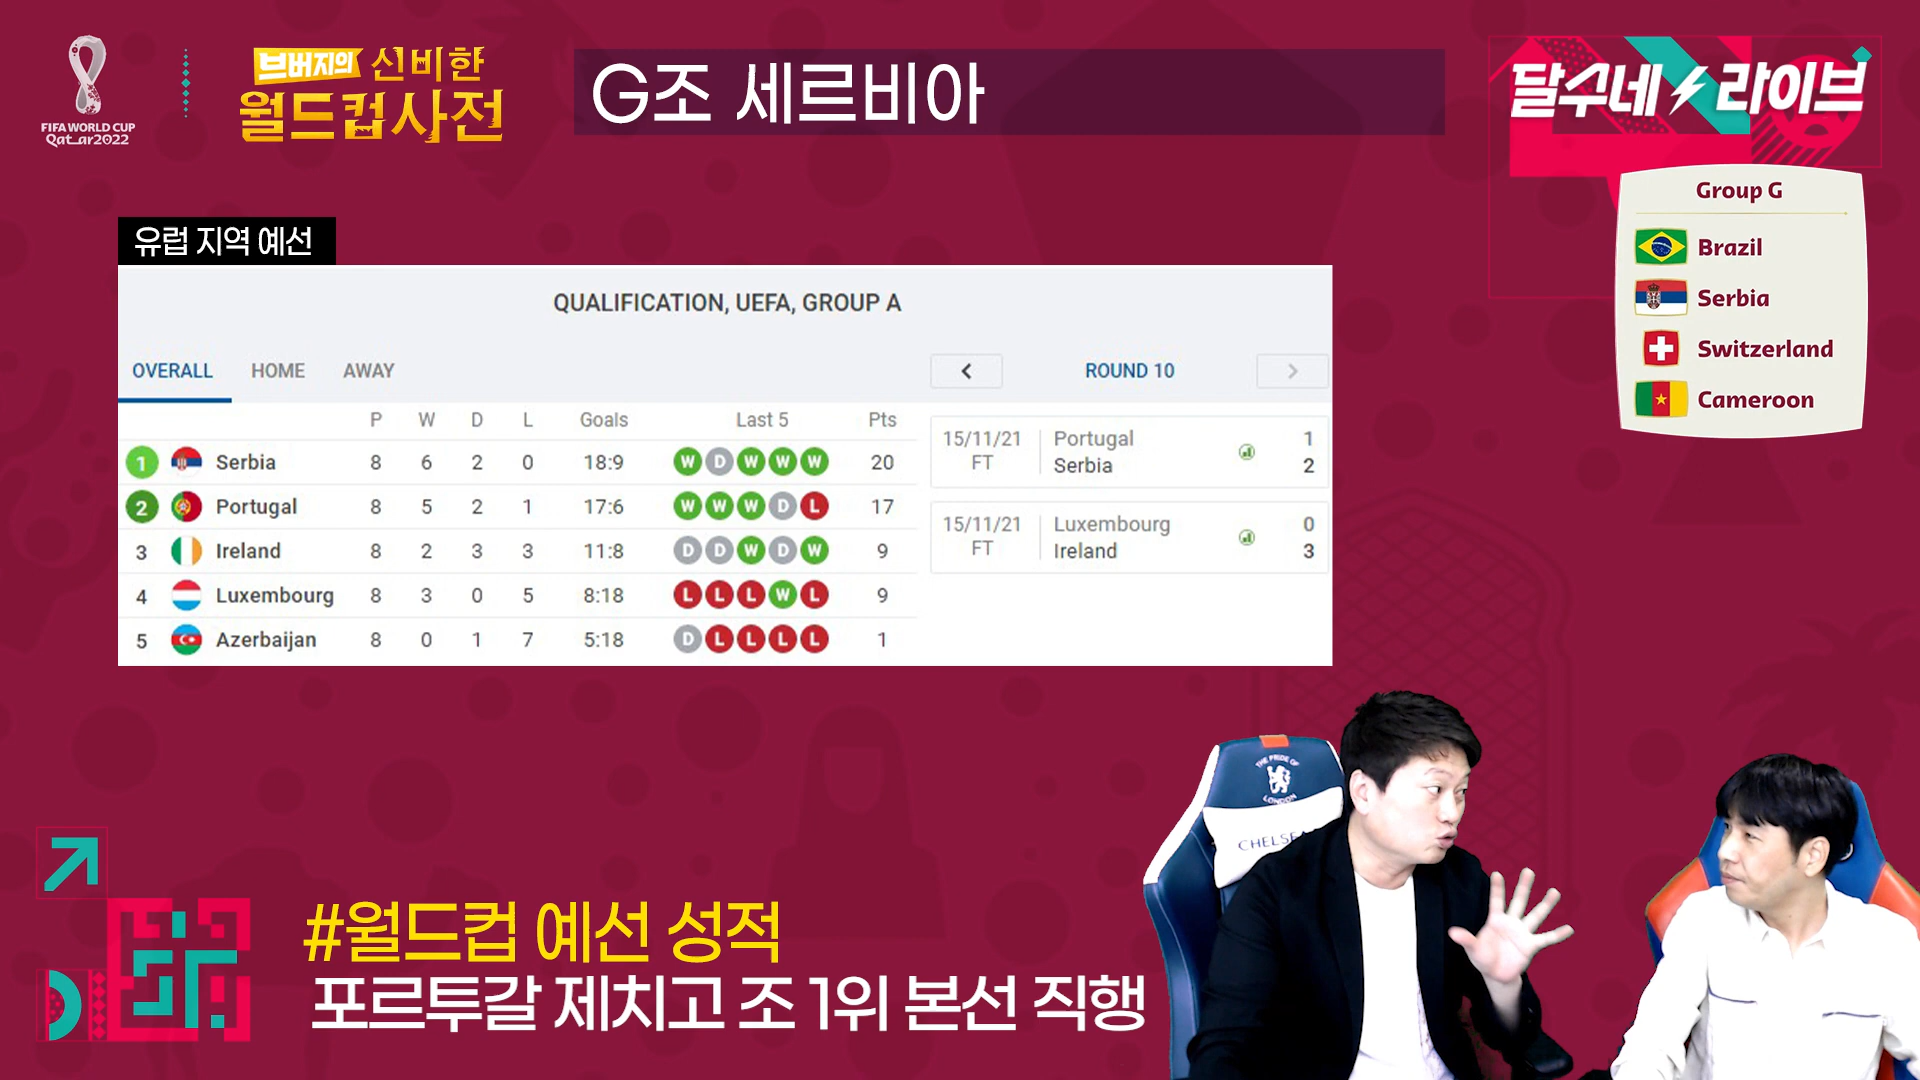 FIFA WORLD CUP
Qatar2022
브버지의 신비한
월드컵사전
G조 세르비아
달수네 라이브
Group G
Brazil
Serbia
Switzerland
Cameroon
유럽 지역 예선
QUALIFICATION, UEFA, GROUP A
OVERALL HOME AWAY
P W D L Goals Last 5 Pts
1 Serbia 8 6 2 0 18:9 W D W W W 20
2 Portugal 8 5 2 1 17:6 W W W D L 17
3 Ireland 8 2 3 3 11:8 D D W D W 9
4 Luxembourg 8 3 0 5 8:18 L L L W L 9
5 Azerbaijan 8 0 1 7 5:18 D L L L L 1
< ROUND 10 >
15/11/21 Portugal 1
FT Serbia 2
15/11/21 Luxembourg 0
FT Ireland 3
THE PRIDE OF
LONDON
CHELSE
#월드컵 예선 성적
포르투갈 제치고 조 1위 본선 직행